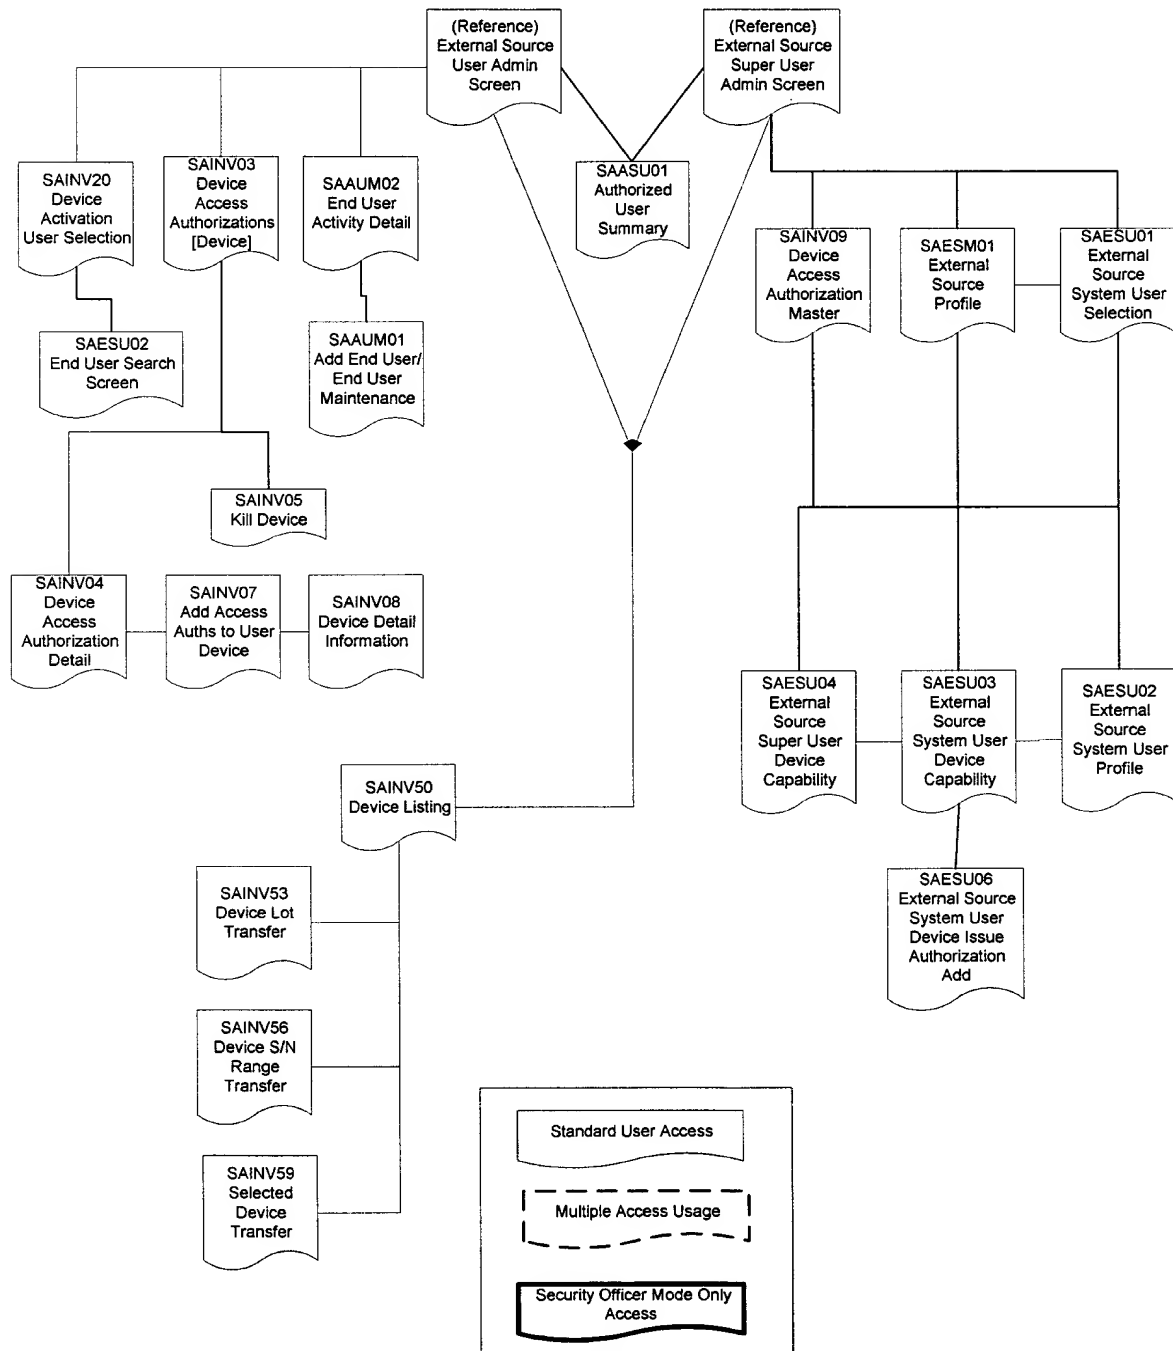 (Reference)
External Source
User Admin
Screen
(Reference)
External Source
Super User
Admin Screen
SAINV20
Device
Activation
User Selection
SAINV03
Device
Access
Authorizations
[Device]
SAAUM02
End User
Activity Detail
SAASU01
Authorized
User
Summary
SAINV09
Device
Access
Authorization
Master
SAESM01
External
Source
Profile
SAESU01
External
Source
System User
Selection
SAESU02
End User Search
Screen
SAAUM01
Add End User/
End User
Maintenance
SAINV05
Kill Device
SAINV04
Device
Access
Authorization
Detail
SAINV07
Add Access
Auths to User
Device
SAINV08
Device Detail
Information
SAESU04
External
Source
Super User
Device
Capability
SAESU03
External
Source
System User
Device
Capability
SAESU02
External
Source
System User
Profile
SAINV50
Device Listing
SAESU06
External Source
System User
Device Issue
Authorization
Add
SAINV53
Device Lot
Transfer
SAINV56
Device S/N
Range
Transfer
SAINV59
Selected
Device
Transfer
Standard User Access
Multiple Access Usage
Security Officer Mode Only
Access